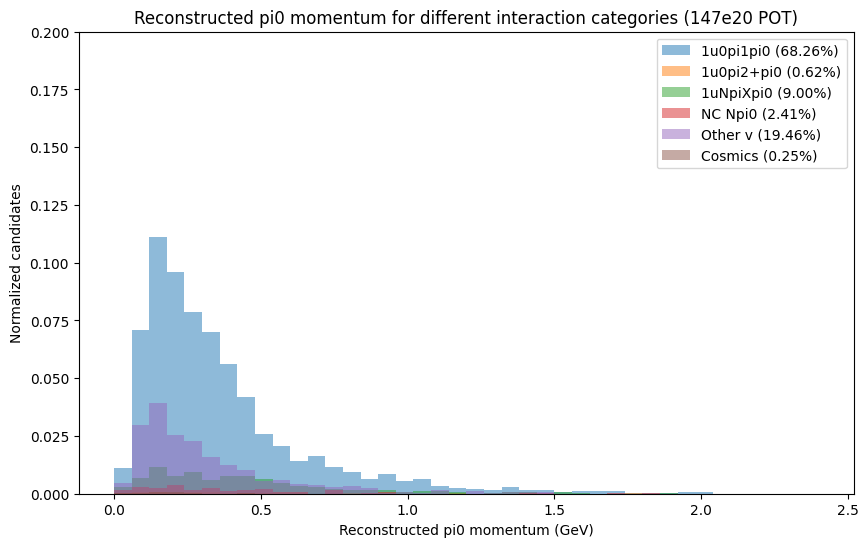 Reconstructed pi0 momentum for different interaction categories (147e20 POT)
0.200
0.175
0.150
0.125
0.100
0.075
0.050
0.025
0.000
Normalized candidates
1u0pi1pi0 (68.26%)
1u0pi2+pi0 (0.62%)
1uNpiXpi0 (9.00%)
NC Npi0 (2.41%)
Other v (19.46%)
Cosmics (0.25%)
0.0 0.5 1.0 1.5 2.0 2.5
Reconstructed pi0 momentum (GeV)